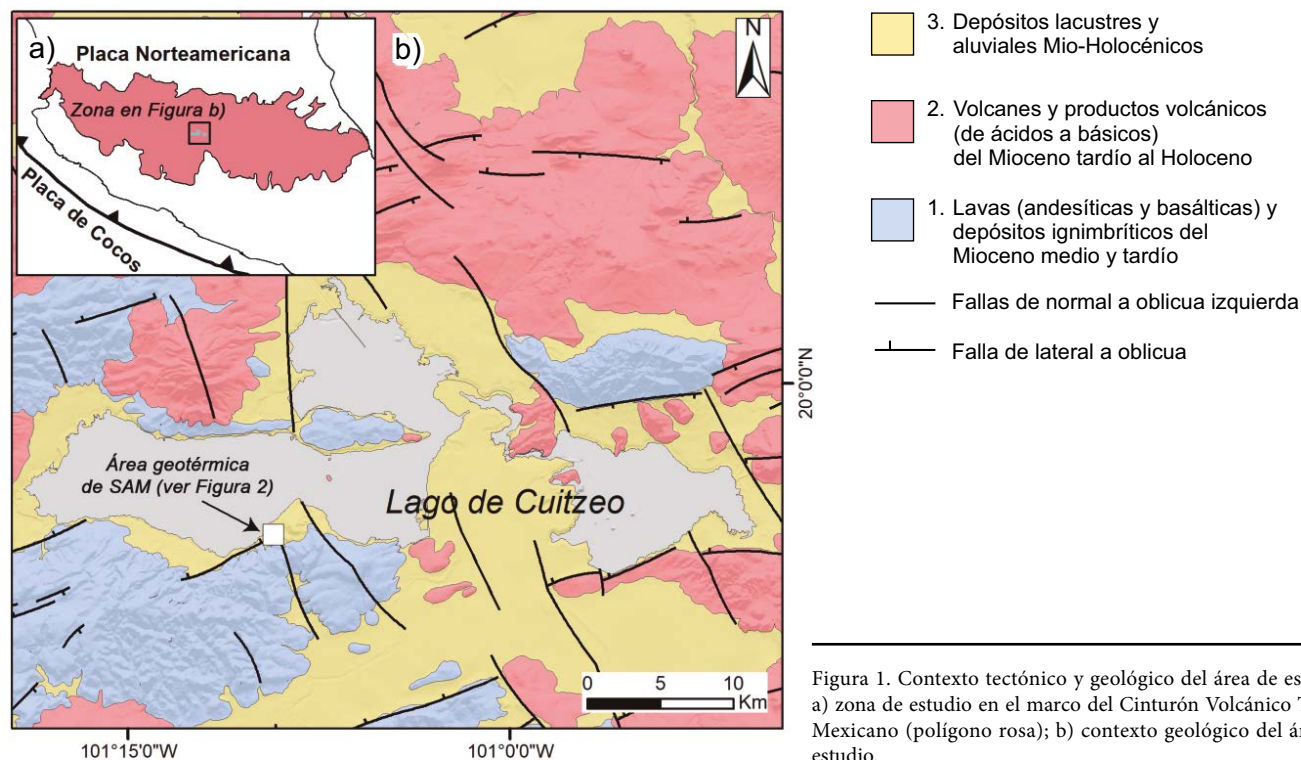 a)
Placa Norteamericana
Zona en Figura b)
Placa de Cocos
b)
N
Área geotérmica
de SAM (ver Figura 2)
Lago de Cuitzeo
0 5 10
Km
101°15'0"W
101°0'0"W
20°0'0"N
3. Depósitos lacustres y
aluviales Mio-Holocénicos
2. Volcanes y productos volcánicos
(de ácidos a básicos)
del Mioceno tardío al Holoceno
1. Lavas (andesíticas y basálticas) y
depósitos ignimbríticos del
Mioceno medio y tardío
Fallas de normal a oblicua izquierda
Falla de lateral a oblicua
Figura 1. Contexto tectónico y geológico del área de es
a) zona de estudio en el marco del Cinturón Volcánico
Mexicano (polígono rosa); b) contexto geológico del ár
estudio.